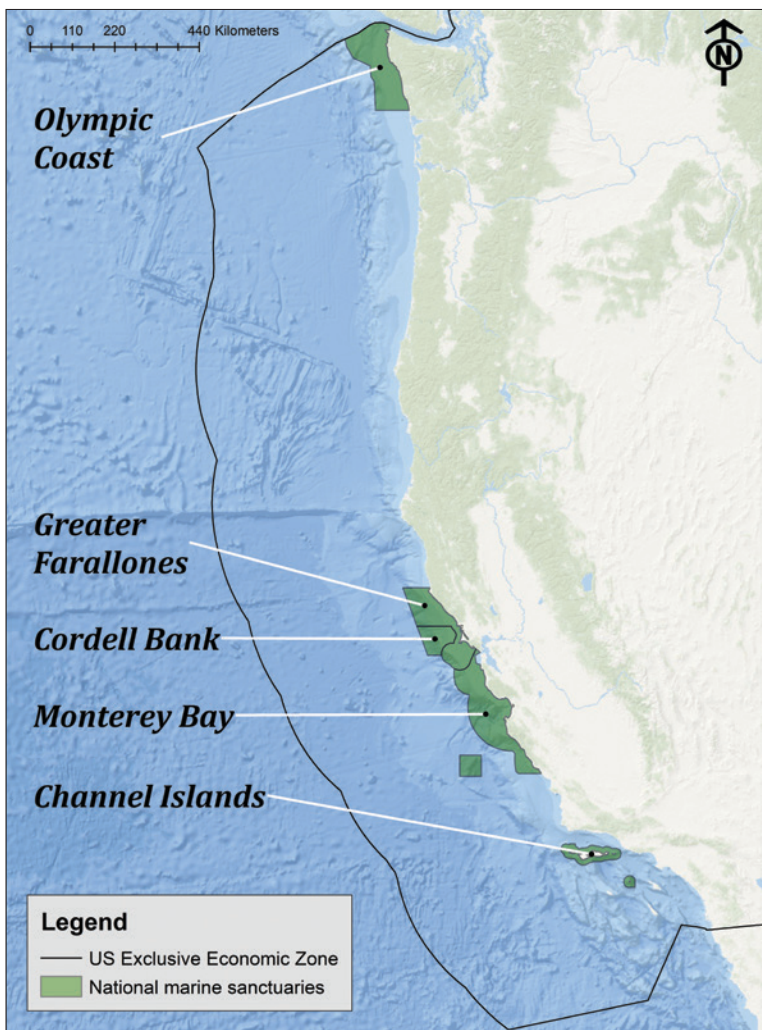 0 110 220 440 Kilometers
N
Olympic
Coast
Greater
Farallones
Cordell Bank
Monterey Bay
Channel Islands
Legend
US Exclusive Economic Zone
National marine sanctuaries